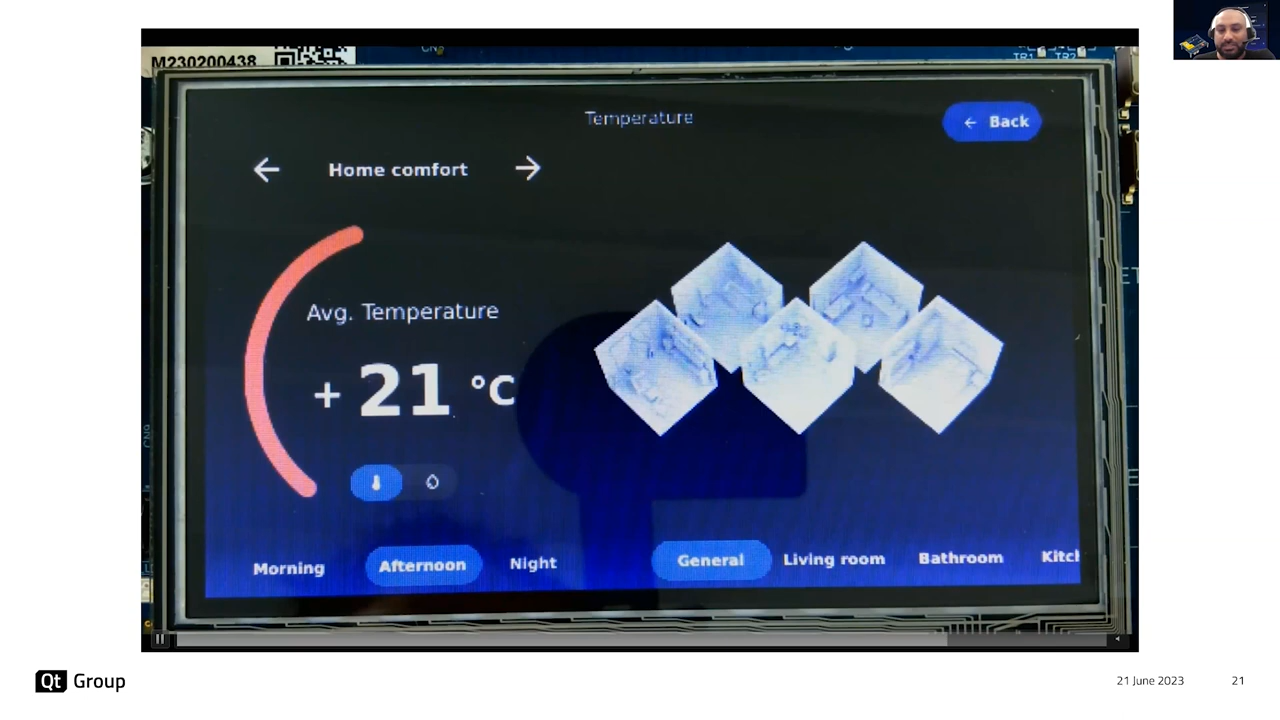 M230200438
Temperature
← Back
← Home comfort →
Avg. Temperature
+ 21 °C
Morning Afternoon Night General Living room Bathroom Kitch
Qt Group
21 June 2023 21